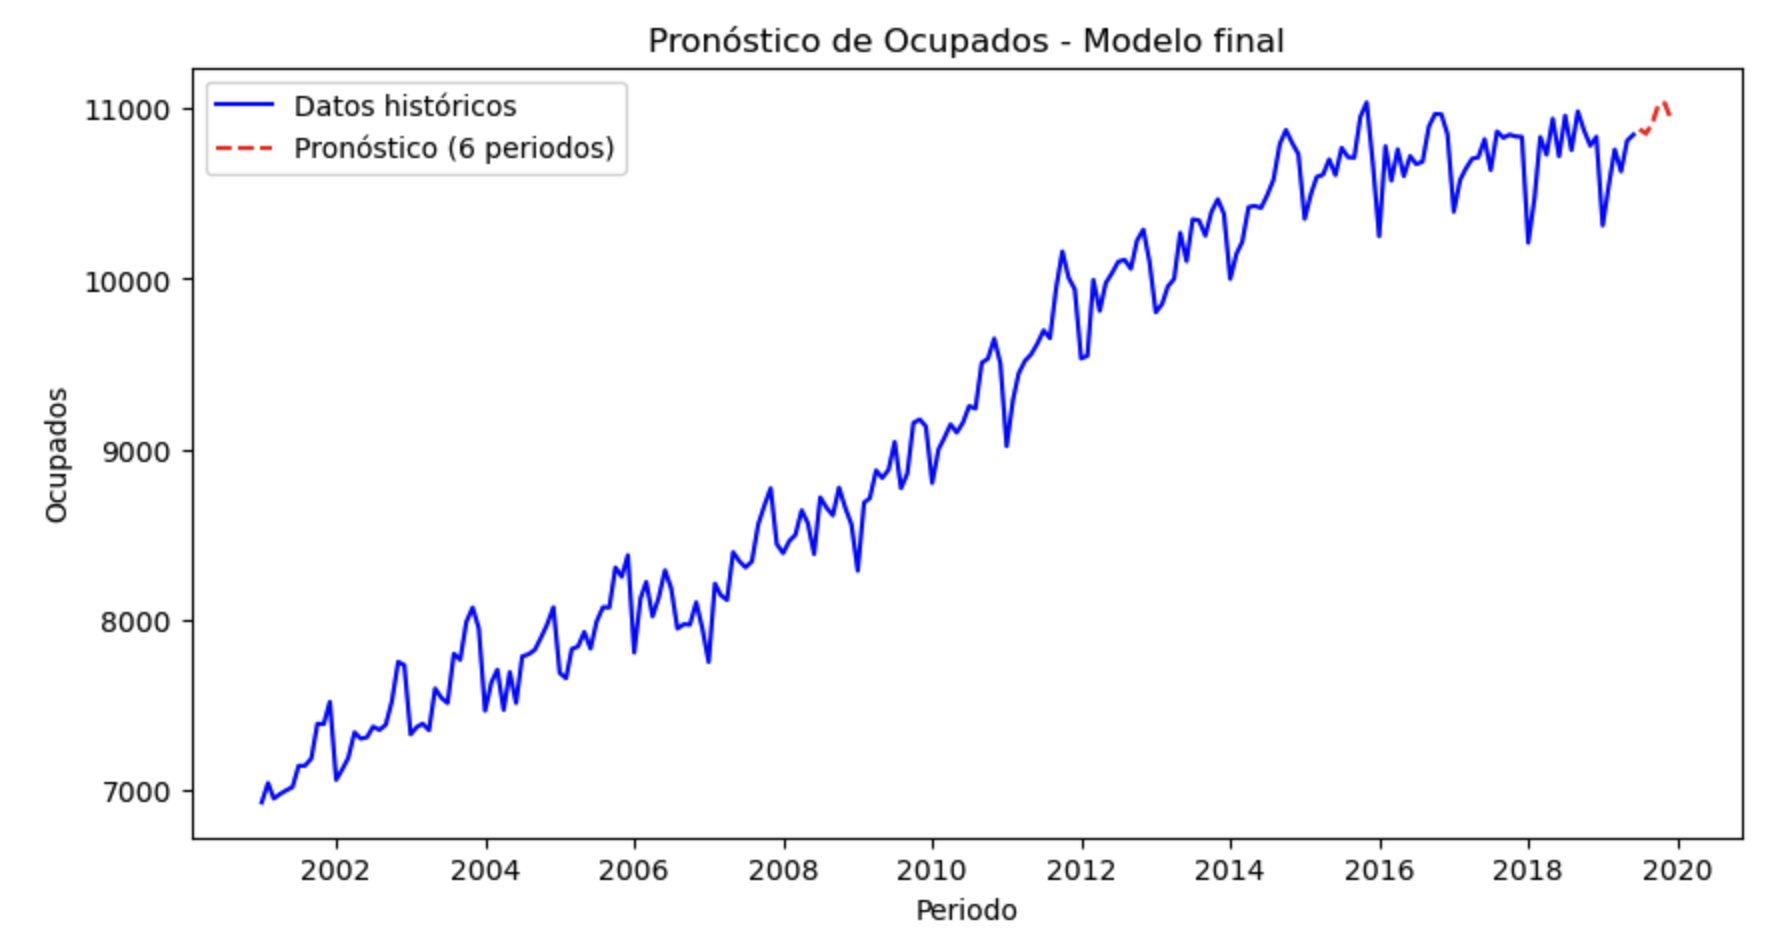 Pronóstico de Ocupados - Modelo final
Datos históricos
Pronóstico (6 periodos)
11000
10000
9000
8000
7000
Ocupados
2002 2004 2006 2008 2010 2012 2014 2016 2018 2020
Periodo